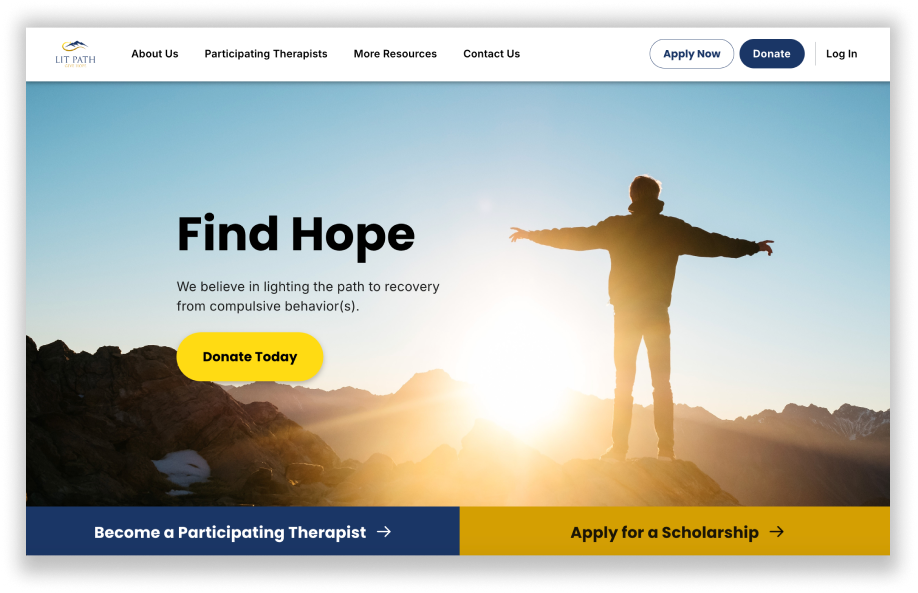 LIT PATH
About Us
Participating Therapists
More Resources
Contact Us
Apply Now
Donate
Log In
Find Hope
We believe in lighting the path to recovery
from compulsive behavior(s).
Donate Today
Become a Participating Therapist
Apply for a Scholarship